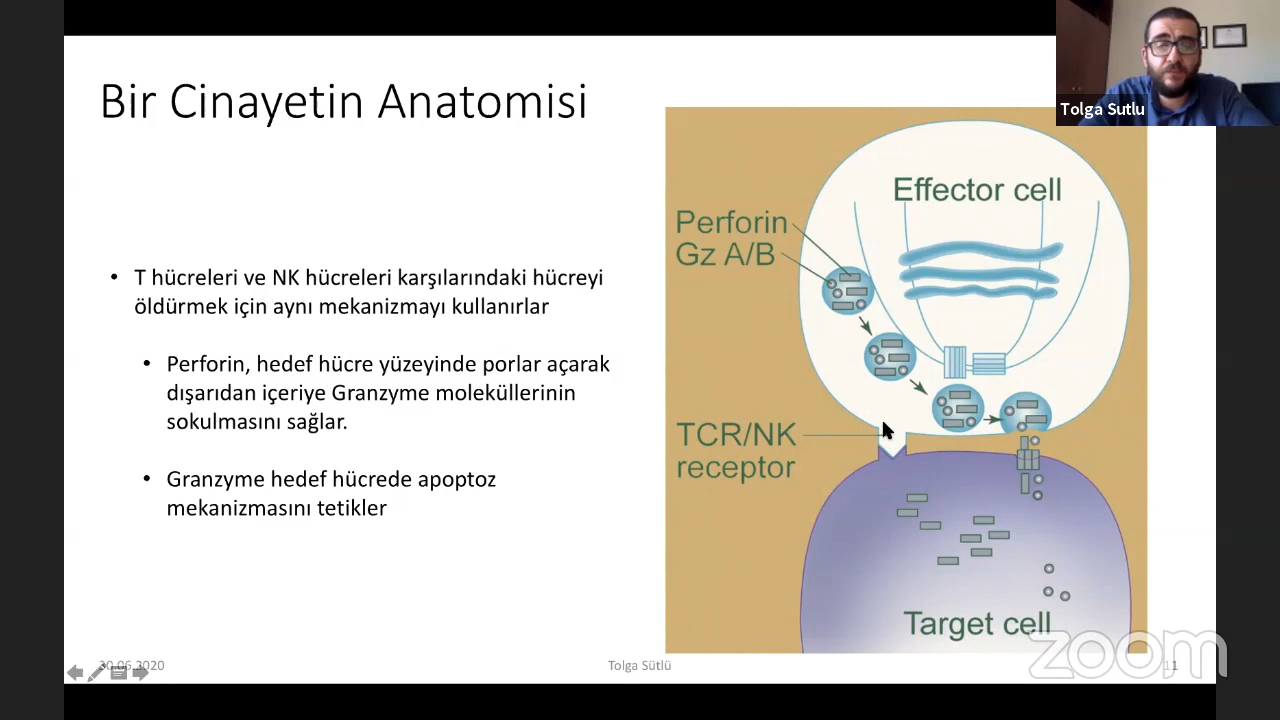 Bir Cinayetin Anatomisi
Tolga Sutlu
• T hücreleri ve NK hücreleri karşılarındaki hücreyi
öldürmek için aynı mekanizmayı kullanırlar
• Perforin, hedef hücre yüzeyinde porlar açarak
dışarıdan içeriye Granzyme moleküllerinin
sokulmasını sağlar.
• Granzyme hedef hücrede apoptoz
mekanizmasını tetikler
Effector cell
Perforin
Gz A/B
TCR/NK
receptor
Target cell
30.06.2020
Tolga Sütlü
11
zoom